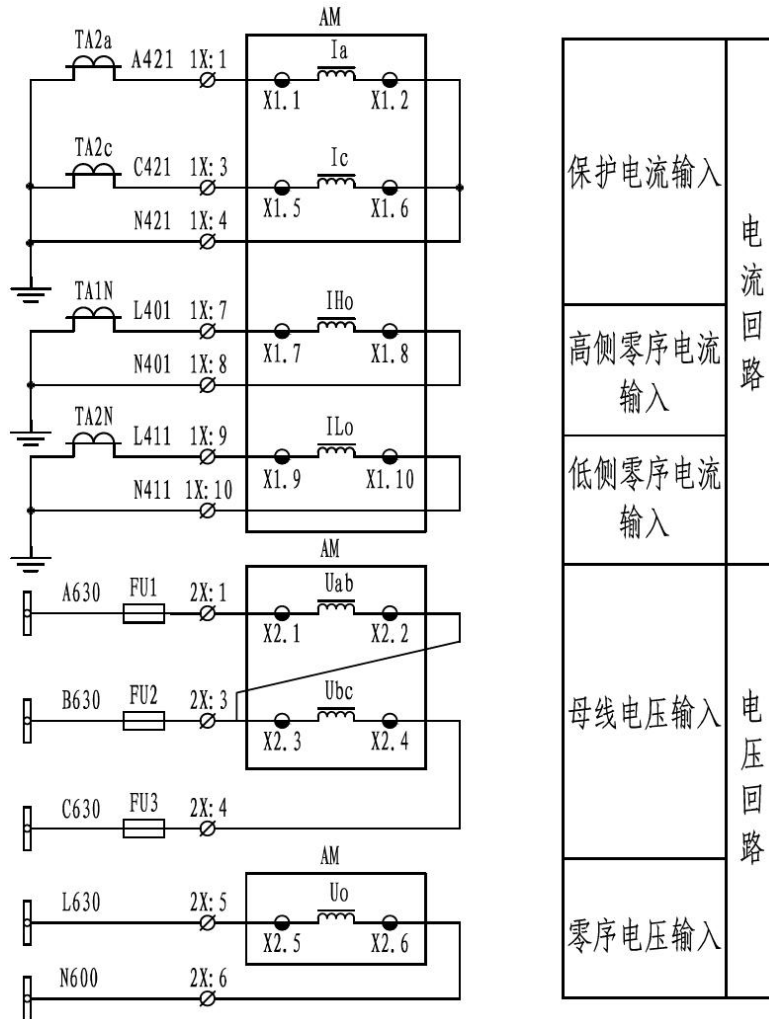 AM
TA2a A421 1X:1 Ia
X1.1 X1.2
TA2c C421 1X:3 Ic
X1.5 X1.6
N421 1X:4
TA1N L401 1X:7 IHo
X1.7 X1.8
N401 1X:8
TA2N L411 1X:9 ILo
X1.9 X1.10
N411 1X:10
AM
A630 FU1 2X:1 Uab
X2.1 X2.2
B630 FU2 2X:3 Ubc
X2.3 X2.4
C630 FU3 2X:4
AM
L630 2X:5 Uo
X2.5 X2.6
N600 2X:6
保护电流输入
高侧零序电流
输入
低侧零序电流
输入
电流回路
母线电压输入
零序电压输入
电压回路